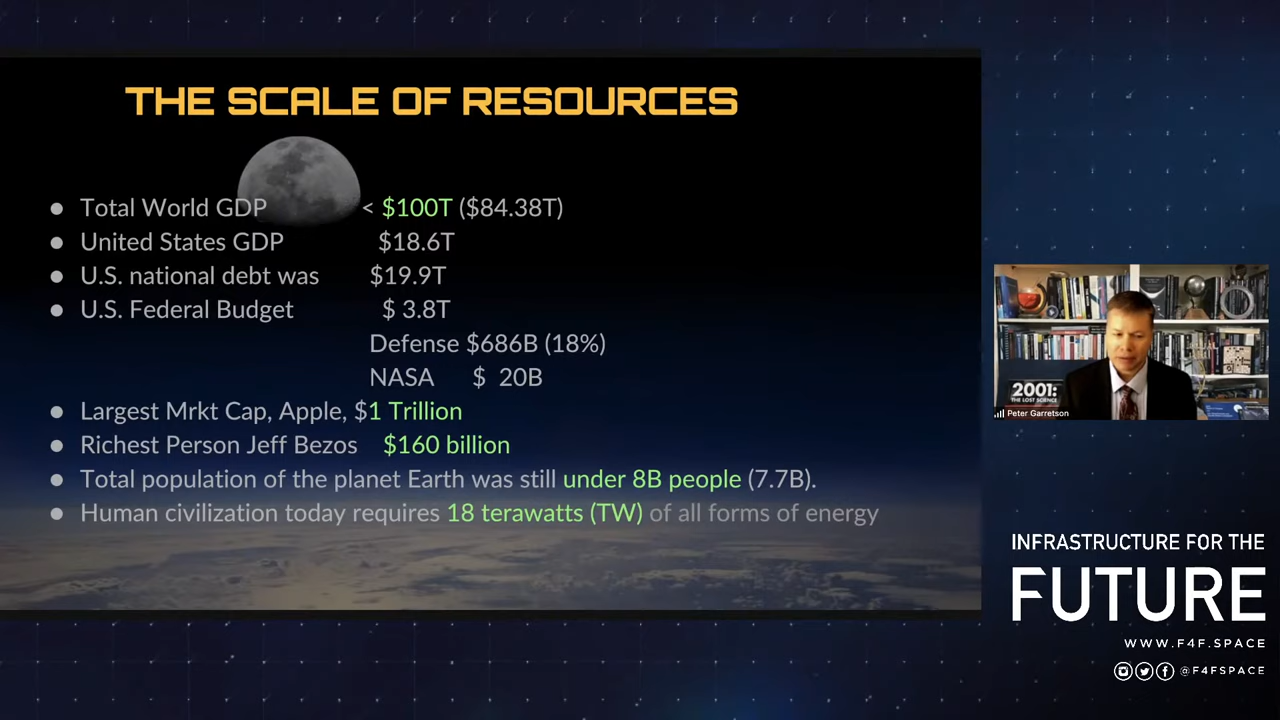 THE SCALE OF RESOURCES
● Total World GDP < $100T ($84.38T)
● United States GDP $18.6T
● U.S. national debt was $19.9T
● U.S. Federal Budget $ 3.8T
Defense $686B (18%)
NASA $ 20B
● Largest Mrkt Cap, Apple, $1 Trillion
● Richest Person Jeff Bezos $160 billion
● Total population of the planet Earth was still under 8B people (7.7B).
● Human civilization today requires 18 terawatts (TW) of all forms of energy
2001:
THE LOST SCIENCE
Peter Garretson
INFRASTRUCTURE FOR THE
FUTURE
WWW.F4F.SPACE
@F4FSPACE